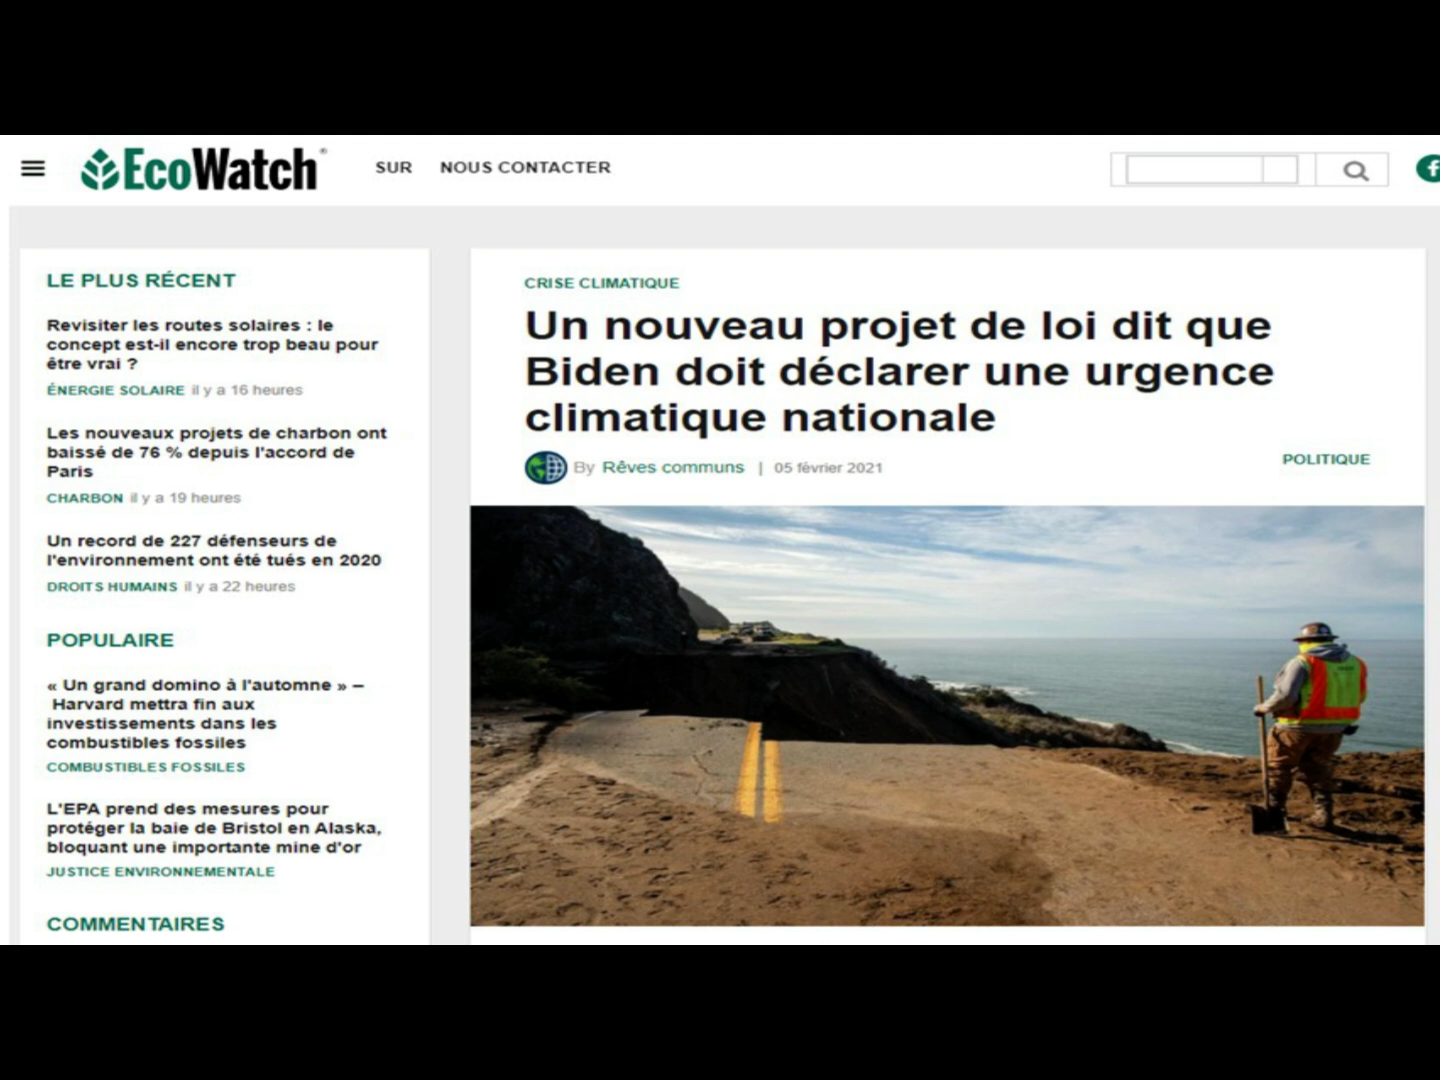 EcoWatch®
SUR NOUS CONTACTER
LE PLUS RÉCENT
Revisiter les routes solaires : le
concept est-il encore trop beau pour
être vrai ?
ÉNERGIE SOLAIRE il y a 16 heures
Les nouveaux projets de charbon ont
baissé de 76 % depuis l'accord de
Paris
CHARBON il y a 19 heures
Un record de 227 défenseurs de
l'environnement ont été tués en 2020
DROITS HUMAINS il y a 22 heures
POPULAIRE
« Un grand domino à l'automne » –
Harvard mettra fin aux
investissements dans les
combustibles fossiles
COMBUSTIBLES FOSSILES
L'EPA prend des mesures pour
protéger la baie de Bristol en Alaska,
bloquant une importante mine d'or
JUSTICE ENVIRONNEMENTALE
COMMENTAIRES
CRISE CLIMATIQUE
Un nouveau projet de loi dit que
Biden doit déclarer une urgence
climatique nationale
By Rêves communs | 05 février 2021
POLITIQUE